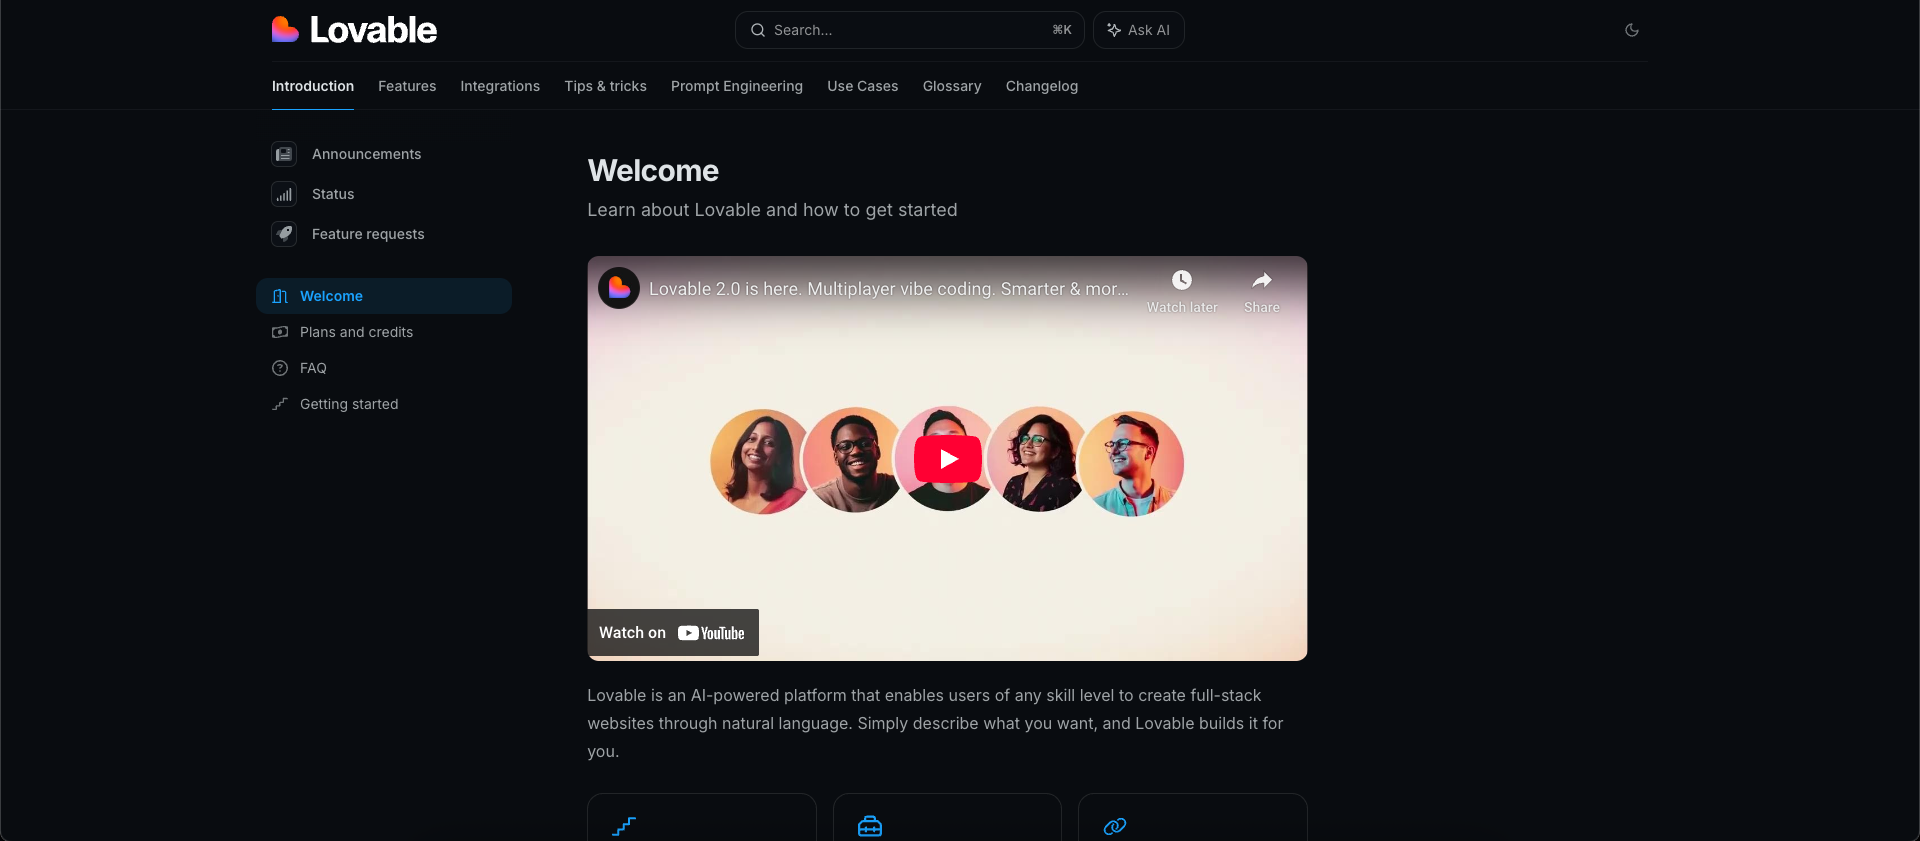 Lovable
Search...
⌘K
Ask AI
Introduction
Features
Integrations
Tips & tricks
Prompt Engineering
Use Cases
Glossary
Changelog
Announcements
Status
Feature requests
Welcome
Plans and credits
FAQ
Getting started
Welcome
Learn about Lovable and how to get started
Lovable 2.0 is here. Multiplayer vibe coding. Smarter & mor...
Watch later
Share
Watch on YouTube
Lovable is an AI-powered platform that enables users of any skill level to create full-stack
websites through natural language. Simply describe what you want, and Lovable builds it for
you.